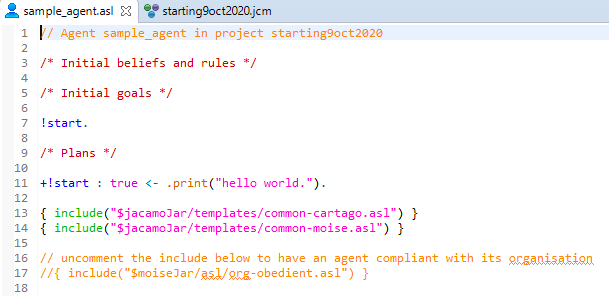 sample_agent.asl
starting9oct2020.jcm
1 // Agent sample_agent in project starting9oct2020
2
3 /* Initial beliefs and rules */
4
5 /* Initial goals */
6
7 !start.
8
9 /* Plans */
10
11 +!start : true <- .print("hello world.").
12
13 { include("$jacamoJar/templates/common-cartago.asl") }
14 { include("$jacamoJar/templates/common-moise.asl") }
15
16 // uncomment the include below to have an agent compliant with its organisation
17 //{ include("$moiseJar/asl/org-obedient.asl") }
18